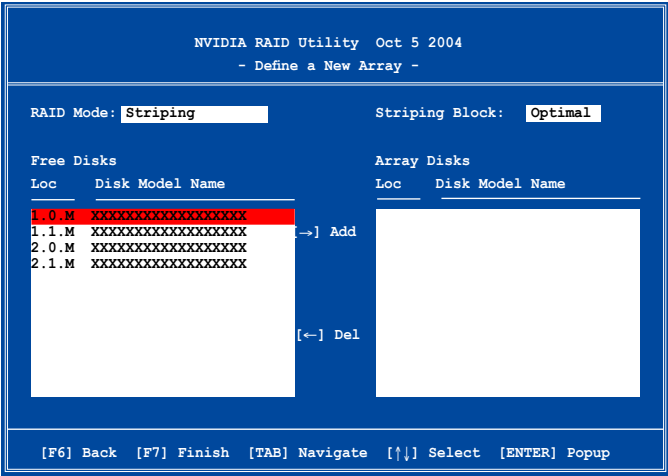 NVIDIA RAID Utility  Oct 5 2004
- Define a New Array -
RAID Mode: Striping
Striping Block: Optimal
Free Disks
Array Disks
Loc  Disk Model Name
Loc  Disk Model Name
1.0.M  XXXXXXXXXXXXXXXXXX
1.1.M  XXXXXXXXXXXXXXXXXX
2.0.M  XXXXXXXXXXXXXXXXXX
2.1.M  XXXXXXXXXXXXXXXXXX
[→] Add
[←] Del
[F6] Back  [F7] Finish  [TAB] Navigate  [↑↓] Select  [ENTER] Popup